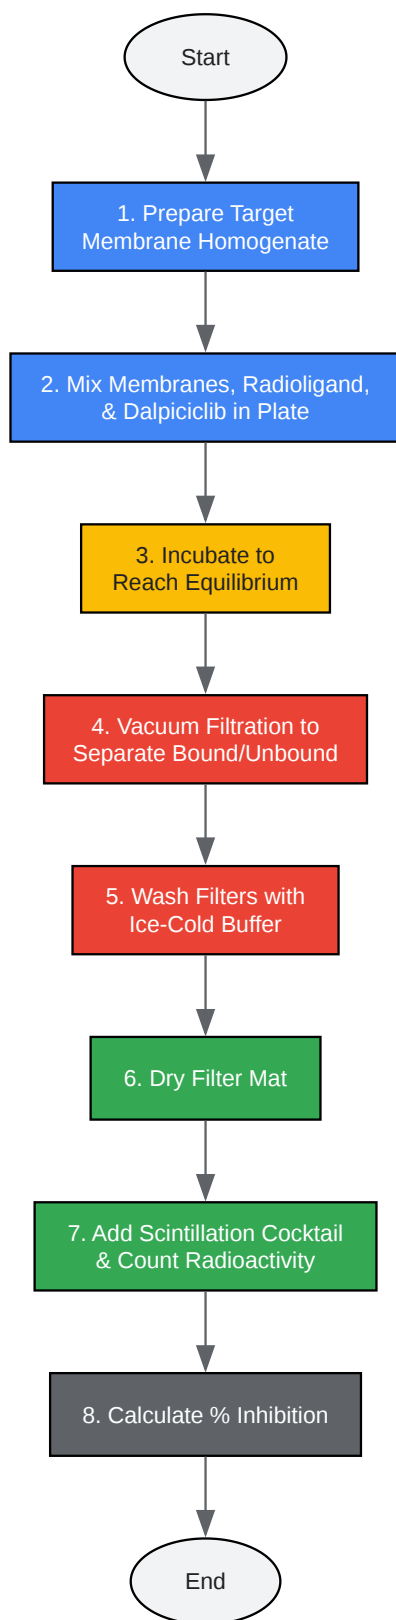 Start
1. Prepare Target
Membrane Homogenate
2. Mix Membranes, Radioligand,
& Dalpiciclib in Plate
3. Incubate to
Reach Equilibrium
4. Vacuum Filtration to
Separate Bound/Unbound
5. Wash Filters with
Ice-Cold Buffer
6. Dry Filter Mat
7. Add Scintillation Cocktail
& Count Radioactivity
8. Calculate % Inhibition
End